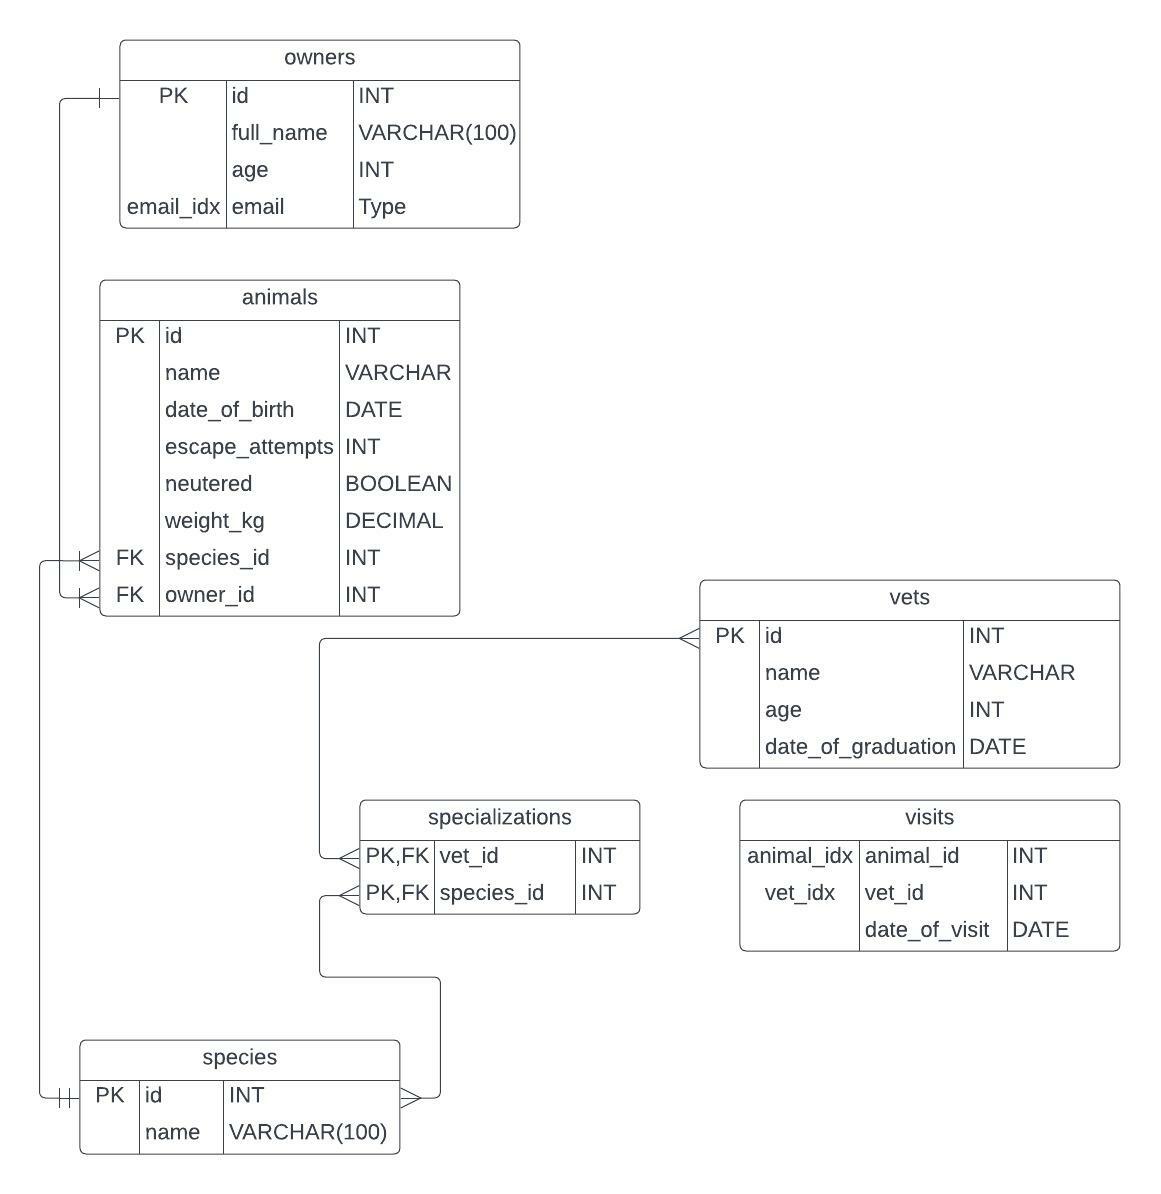 owners
PK id INT
full_name VARCHAR(100)
age INT
email_idx email Type
animals
PK id INT
name VARCHAR
date_of_birth DATE
escape_attempts INT
neutered BOOLEAN
weight_kg DECIMAL
FK species_id INT
FK owner_id INT
vets
PK id INT
name VARCHAR
age INT
date_of_graduation DATE
specializations
PK,FK vet_id INT
PK,FK species_id INT
visits
animal_idx animal_id INT
vet_idx vet_id INT
date_of_visit DATE
species
PK id INT
name VARCHAR(100)